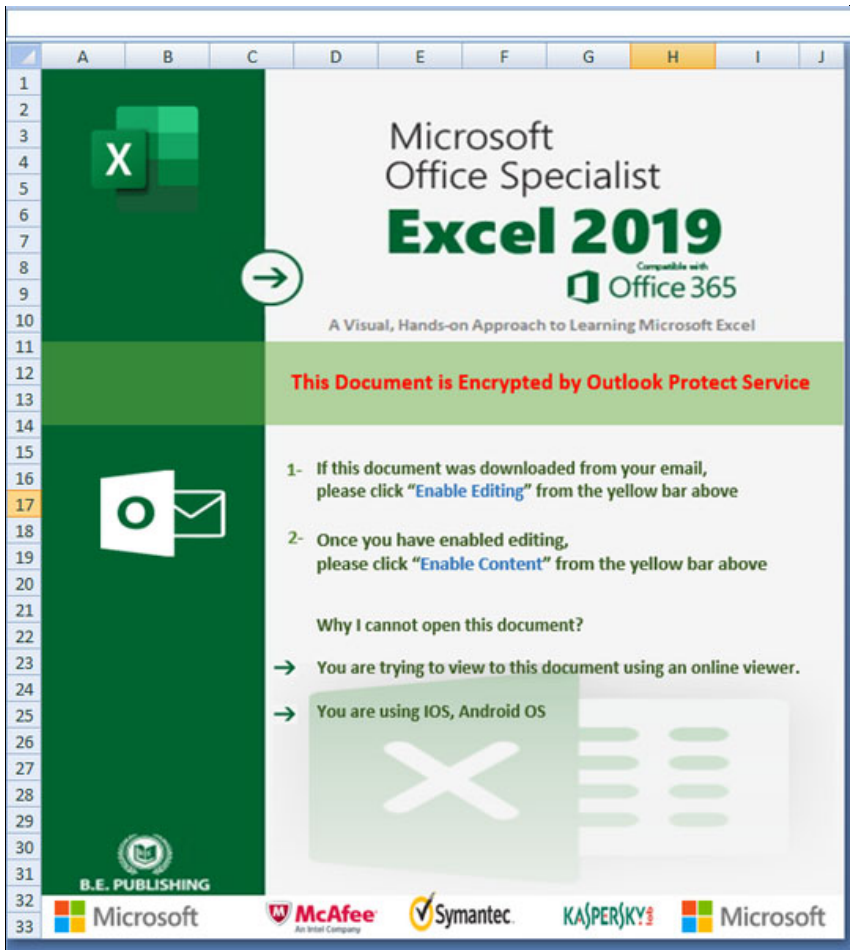 A B C D E F G H I J
1
2
3
4
5
6
7
8
9
10
11
12
13
14
15
16
17
18
19
20
21
22
23
24
25
26
27
28
29
30
31
32
33
X
Microsoft
Office Specialist
Excel 2019
Compatible with
Office 365
A Visual, Hands-on Approach to Learning Microsoft Excel
This Document is Encrypted by Outlook Protect Service
O
1- If this document was downloaded from your email,
please click “Enable Editing” from the yellow bar above
2- Once you have enabled editing,
please click “Enable Content” from the yellow bar above
Why I cannot open this document?
You are trying to view to this document using an online viewer.
You are using IOS, Android OS
B.E. PUBLISHING
Microsoft McAfee Symantec. KASPERSKY lab Microsoft
An Intel Company